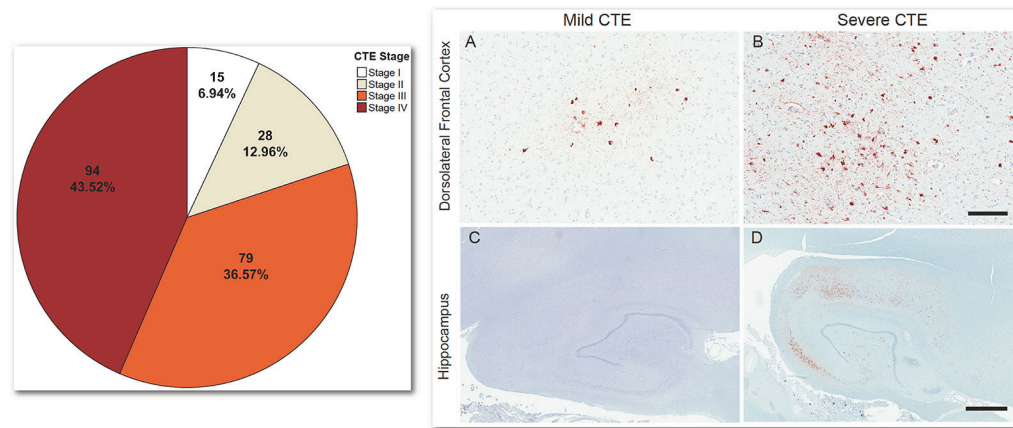 CTE Stage
Stage I
Stage II
Stage III
Stage IV
15
6.94%
28
12.96%
79
36.57%
94
43.52%
Mild CTE
Severe CTE
Dorsolateral Frontal Cortex
A
B
Hippocampus
C
D